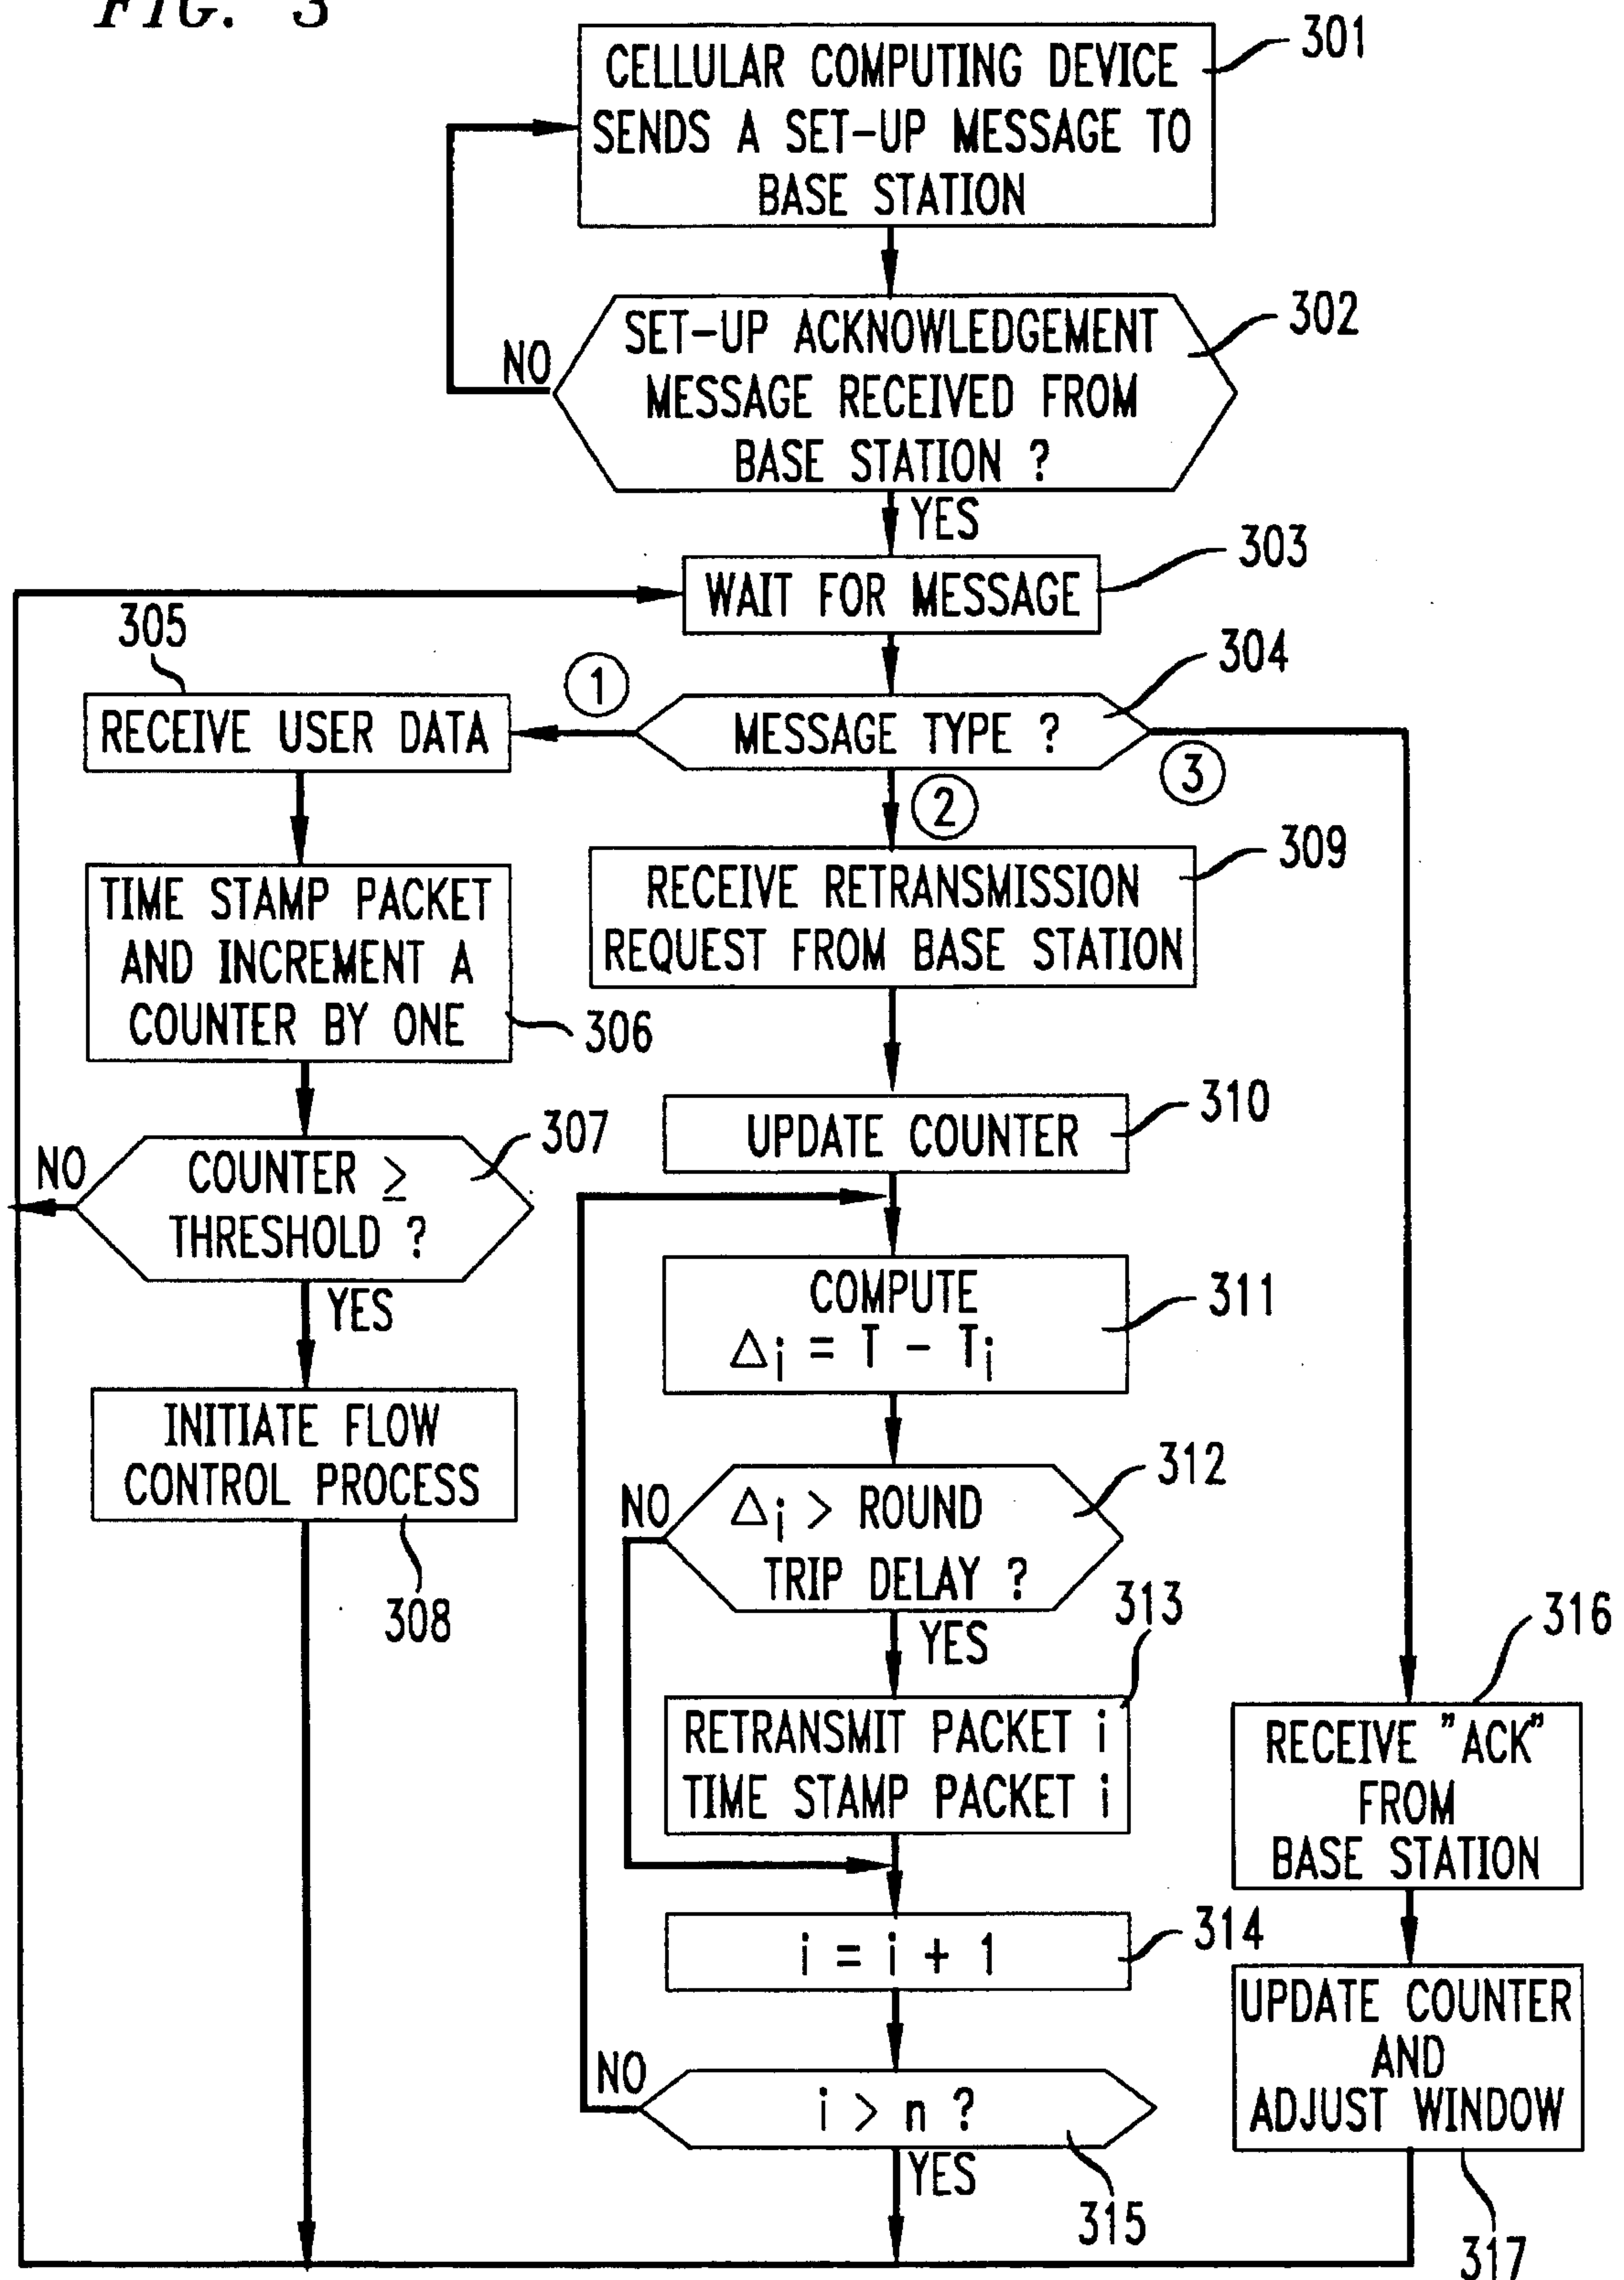 FIG. 3
301
CELLULAR COMPUTING DEVICE
SENDS A SET-UP MESSAGE TO
BASE STATION
302
SET-UP ACKNOWLEDGEMENT
MESSAGE RECEIVED FROM
BASE STATION ?
NO
YES
303
WAIT FOR MESSAGE
304
MESSAGE TYPE ?
1
2
3
305
RECEIVE USER DATA
TIME STAMP PACKET
AND INCREMENT A
COUNTER BY ONE
306
307
COUNTER ≥
THRESHOLD ?
NO
YES
INITIATE FLOW
CONTROL PROCESS
308
309
RECEIVE RETRANSMISSION
REQUEST FROM BASE STATION
310
UPDATE COUNTER
311
COMPUTE
Δi = T - Ti
312
Δi > ROUND
TRIP DELAY ?
NO
YES
313
RETRANSMIT PACKET i
TIME STAMP PACKET i
314
i = i + 1
NO
i > n ?
YES
315
316
RECEIVE "ACK"
FROM
BASE STATION
UPDATE COUNTER
AND
ADJUST WINDOW
317